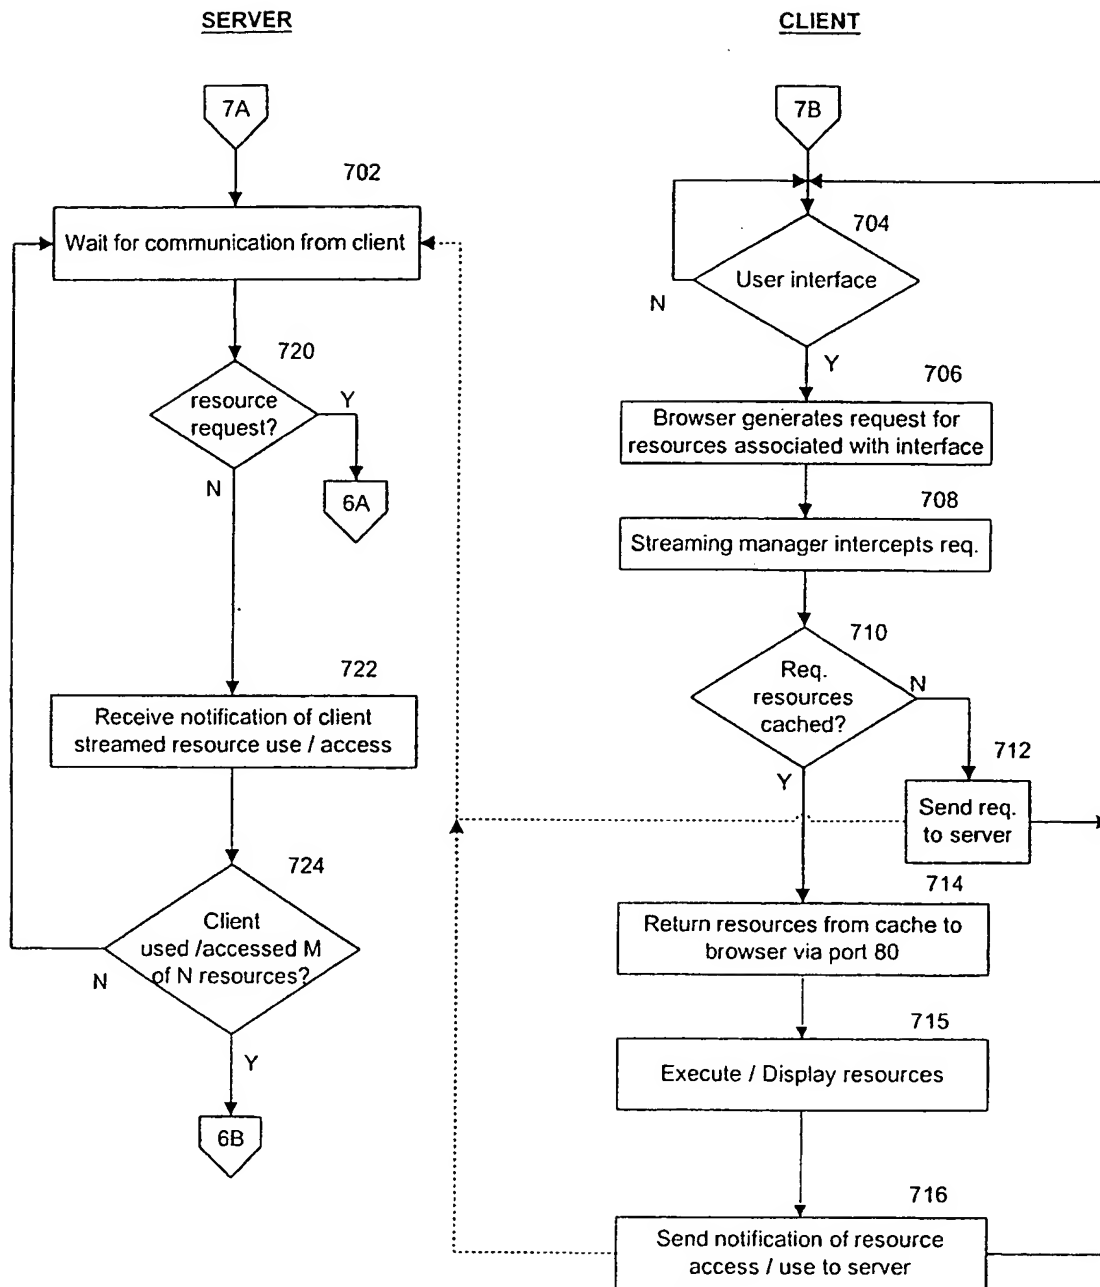 SERVER
CLIENT
7A
7B
702
Wait for communication from client
704
User interface
N
Y
720
resource
request?
Y
N
6A
706
Browser generates request for
resources associated with interface
708
Streaming manager intercepts req.
710
Req.
resources
cached?
N
Y
712
Send req.
to server
722
Receive notification of client
streamed resource use / access
724
Client
used /accessed M
of N resources?
N
Y
6B
714
Return resources from cache to
browser via port 80
715
Execute / Display resources
716
Send notification of resource
access / use to server